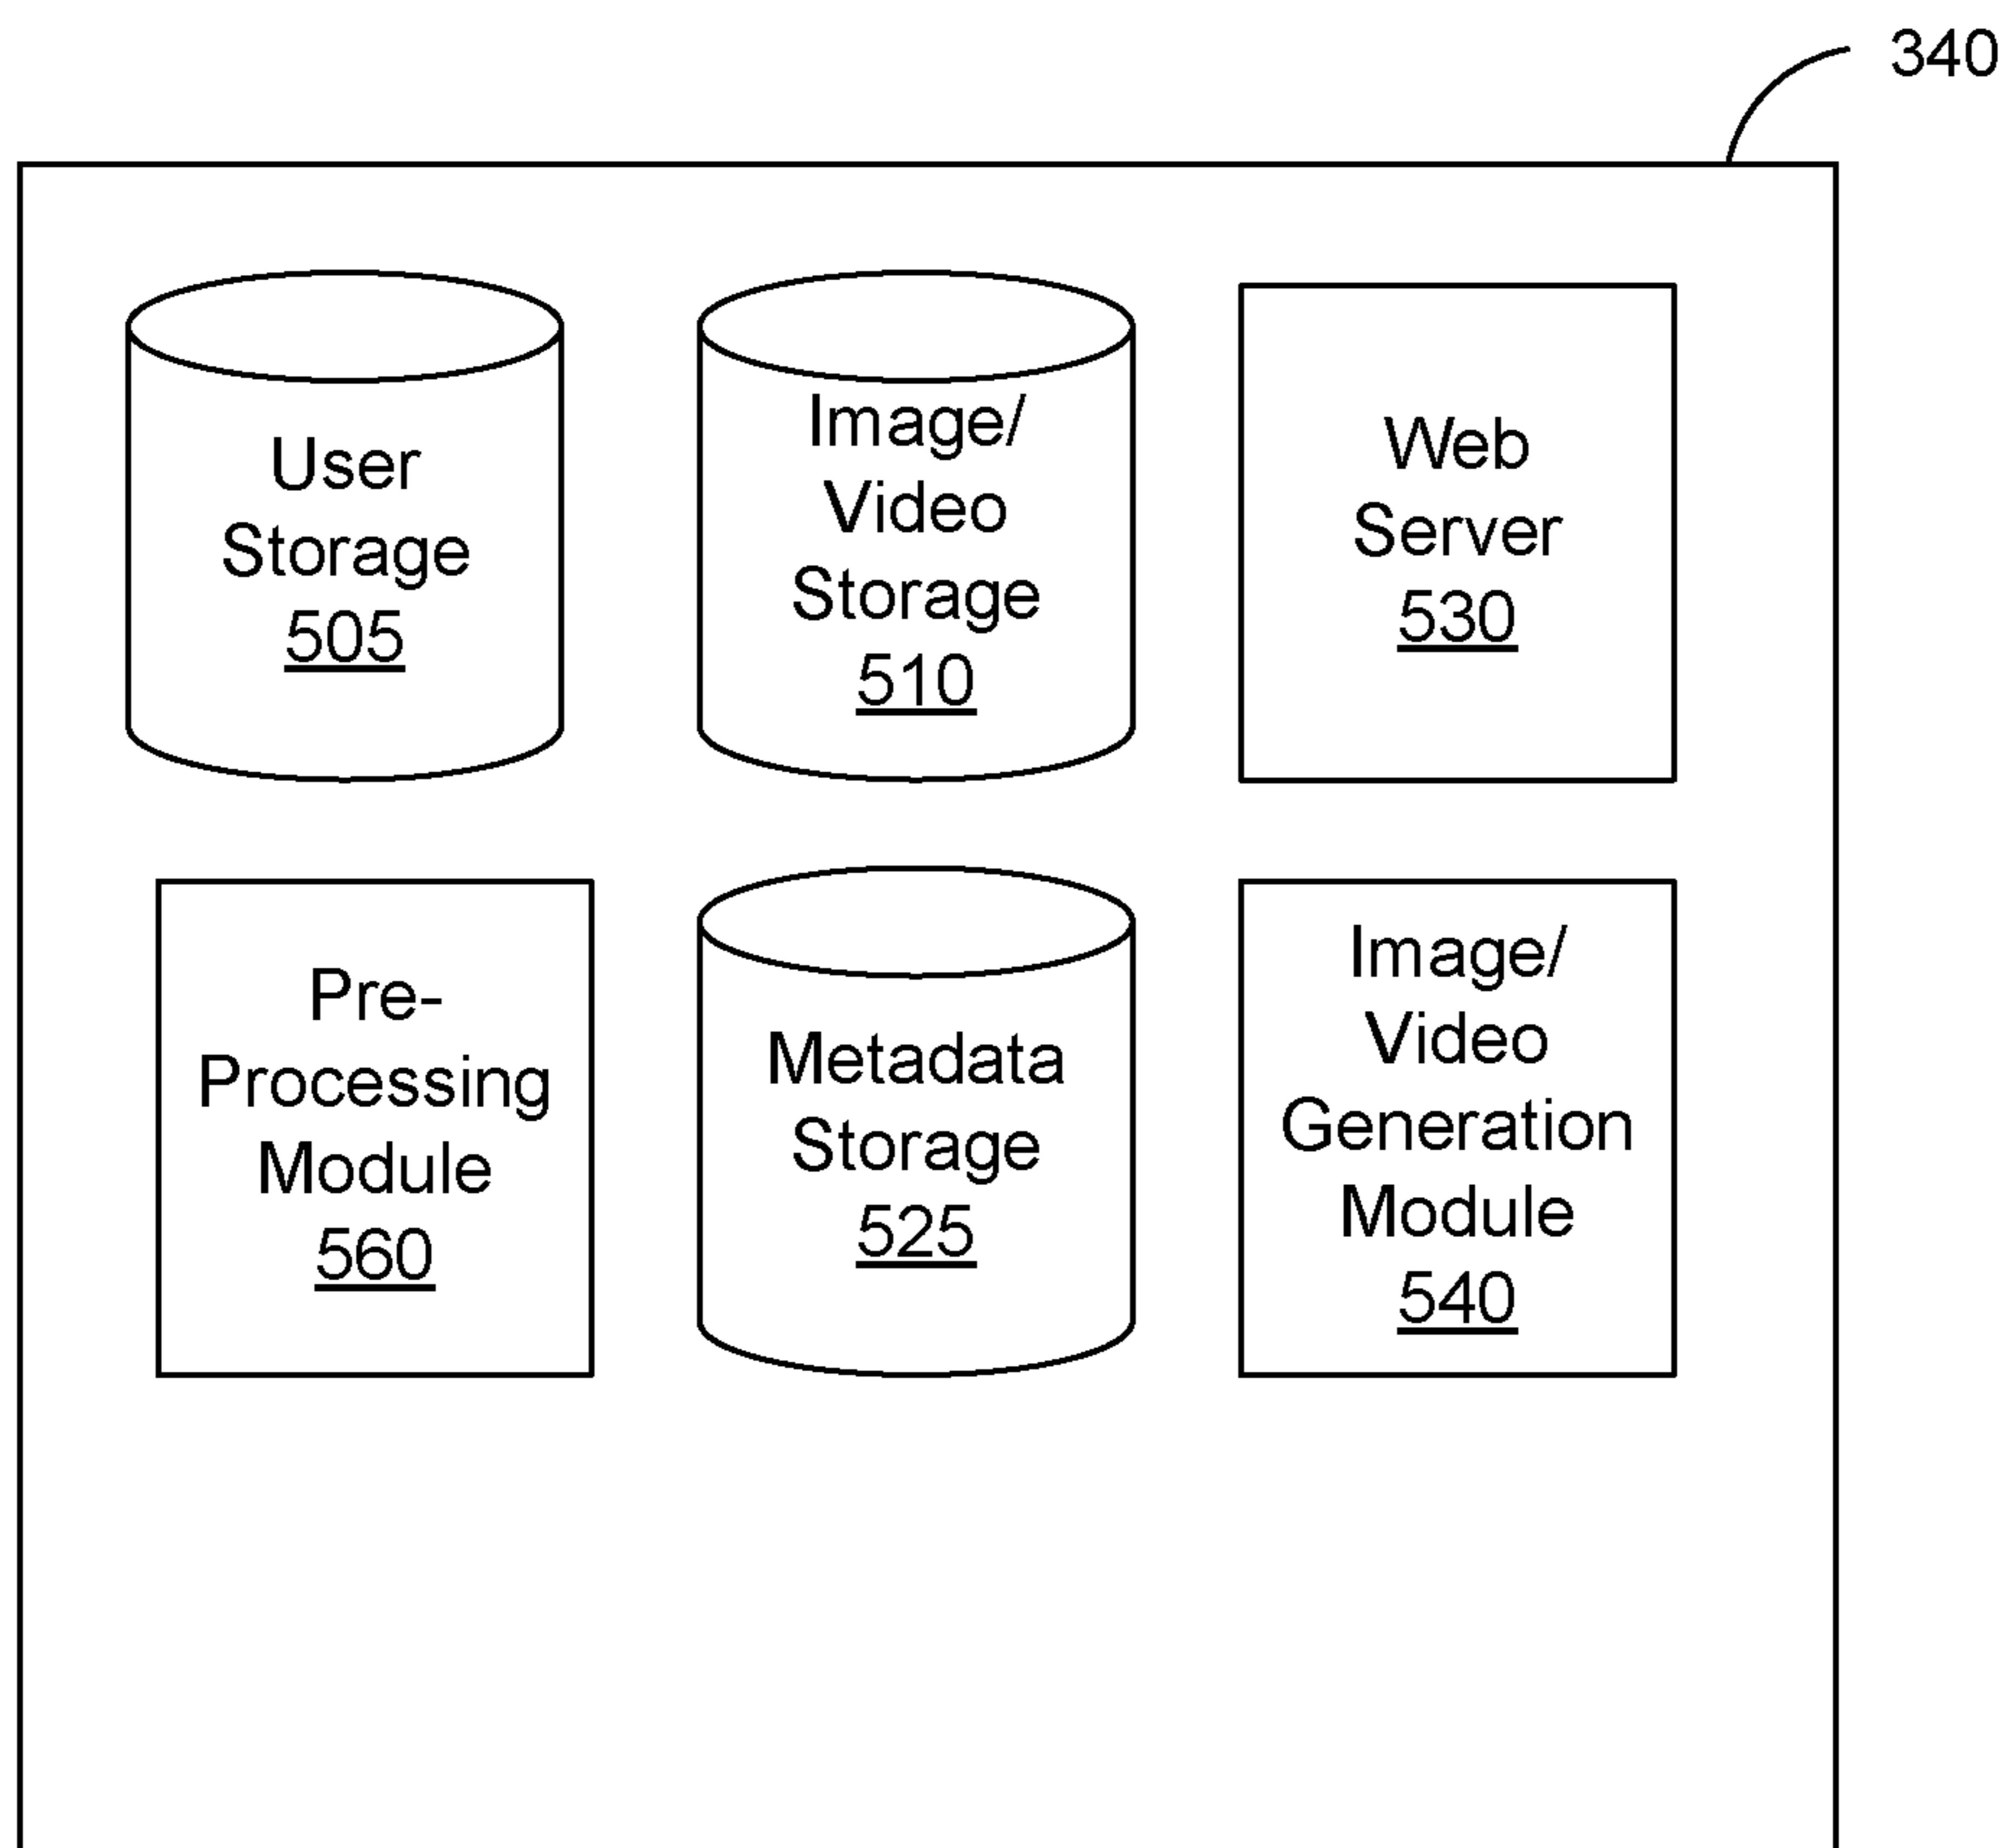 340
User
Storage
505
Image/
Video
Storage
510
Web
Server
530
Pre-
Processing
Module
560
Metadata
Storage
525
Image/
Video
Generation
Module
540